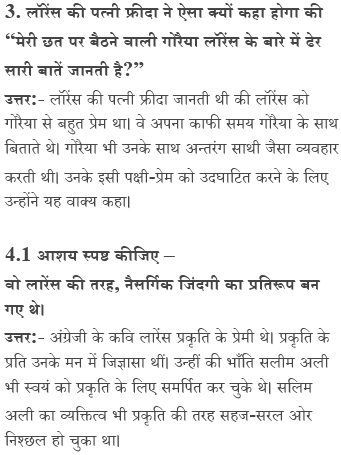 3. लॉरेंस की पत्नी फ्रीदा ने ऐसा क्यों कहा होगा की
“मेरी छत पर बैठने वाली गोरैया लॉरेंस के बारे में ढेर
सारी बातें जानती है?”
उत्तर:- लॉरेंस की पत्नी फ्रीदा जानती थी की लॉरेंस को
गोरैया से बहुत प्रेम था। वे अपना काफी समय गोरैया के साथ
बिताते थे। गोरैया भी उनके साथ अन्तरंग साथी जैसा व्यवहार
करती थी। उनके इसी पक्षी-प्रेम को उदघाटित करने के लिए
उन्होंने यह वाक्य कहा।
4.1 आशय स्पष्ट कीजिए –
वो लारेंस की तरह, नैसर्गिक जिंदगी का प्रतिरूप बन
गए थे।
उत्तर:- अंग्रेजी के कवि लारेंस प्रकृति के प्रेमी थे। प्रकृति के
प्रति उनके मन में जिज्ञासा थीं। उन्हीं की भाँति सलीम अली
भी स्वयं को प्रकृति के लिए समर्पित कर चुके थे। सलिम
अली का व्यक्तित्व भी प्रकृति की तरह सहज-सरल ओर
निश्छल हो चुका था।